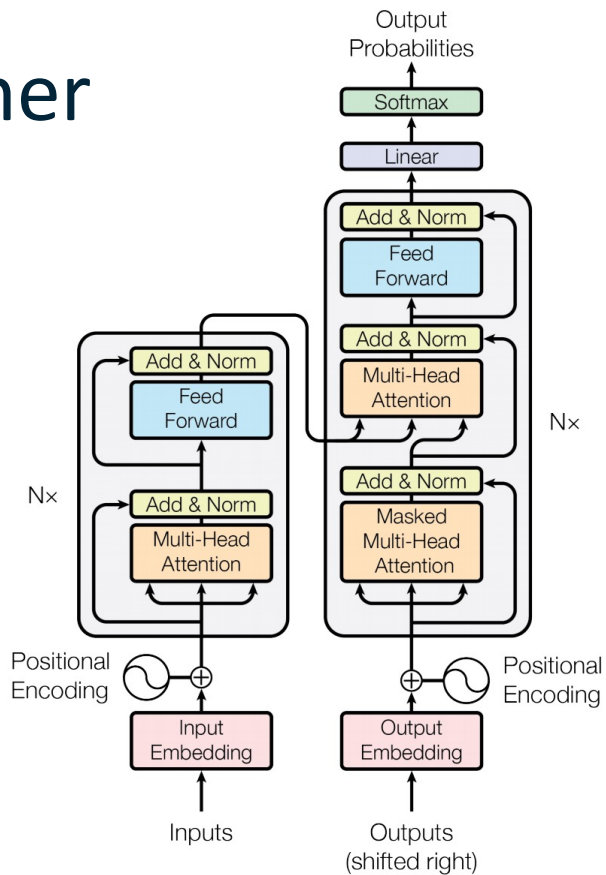 ner
Output
Probabilities
Softmax
Linear
Add & Norm
Feed
Forward
Add & Norm
Multi-Head
Attention
Nx
Add & Norm
Masked
Multi-Head
Attention
Add & Norm
Feed
Forward
Nx
Add & Norm
Multi-Head
Attention
Positional
Encoding
Positional
Encoding
Input
Embedding
Output
Embedding
Inputs
Outputs
(shifted right)